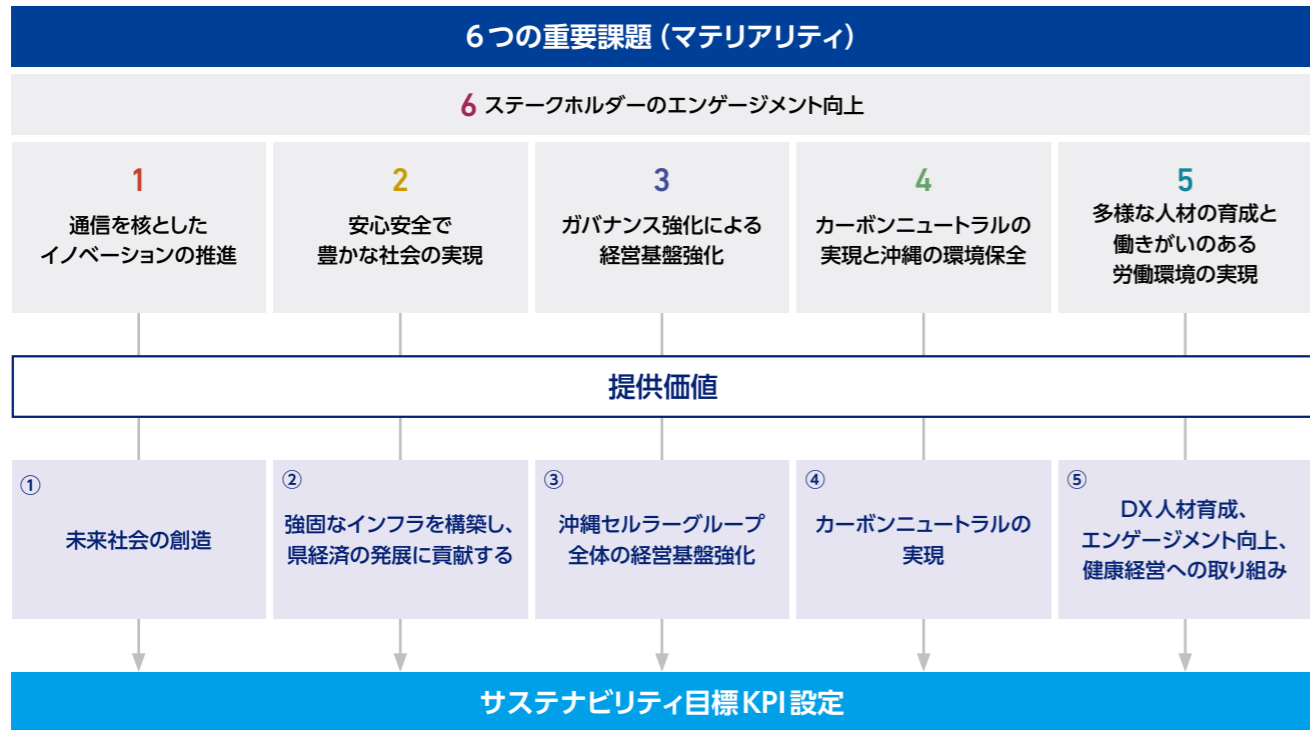 6つの重要課題（マテリアリティ）
6 ステークホルダーのエンゲージメント向上
1
通信を核とした
イノベーションの推進
2
安心安全で
豊かな社会の実現
3
ガバナンス強化による
経営基盤強化
4
カーボンニュートラルの
実現と沖縄の環境保全
5
多様な人材の育成と
働きがいのある
労働環境の実現
提供価値
①
未来社会の創造
②
強固なインフラを構築し、
県経済の発展に貢献する
③
沖縄セルラーグループ
全体の経営基盤強化
④
カーボンニュートラルの
実現
⑤
DX人材育成、
エンゲージメント向上、
健康経営への取り組み
サステナビリティ目標KPI設定